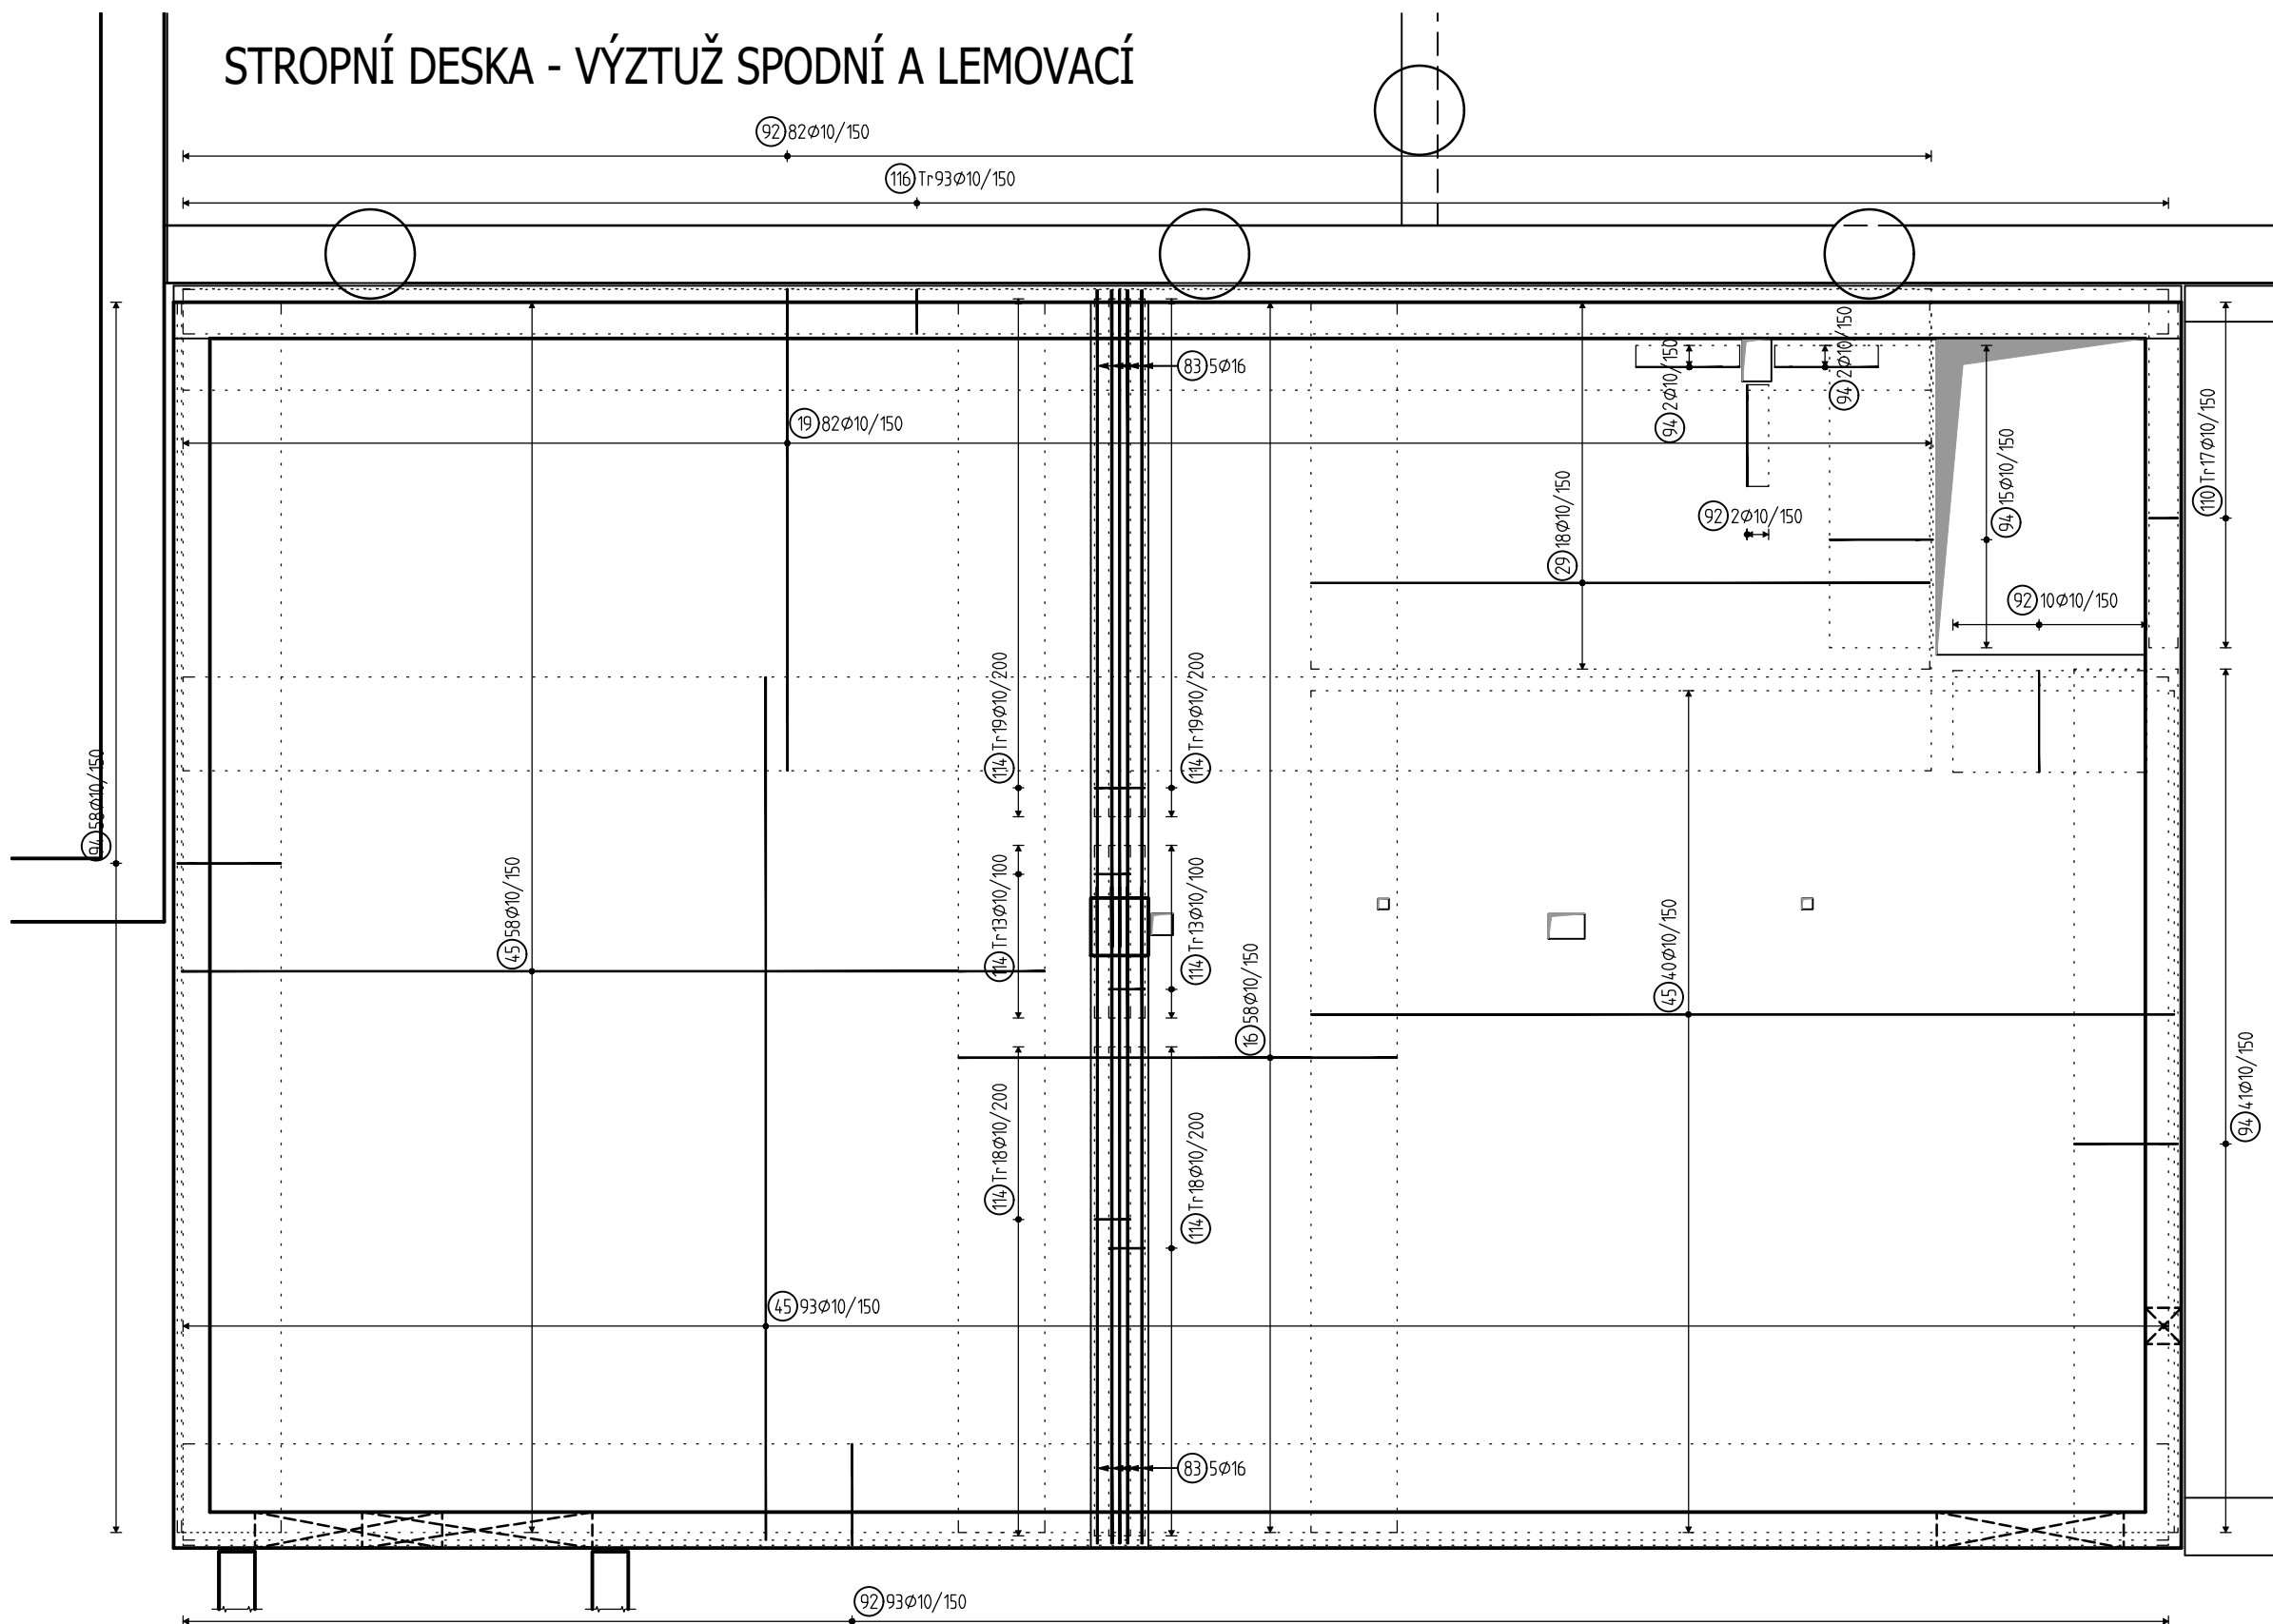 STROPNÍ DESKA - VÝZTUŽ SPODNÍ A LEMOVACÍ
92 82Ø10/150
116 Tr93Ø10/150
83 5Ø16
19 82Ø10/150
94 2Ø10/150
94 2Ø10/150
110 Tr17Ø10/150
94 15Ø10/150
29 18Ø10/150
92 2Ø10/150
92 10Ø10/150
114 Tr19Ø10/200
114 Tr19Ø10/200
94 58Ø10/150
45 58Ø10/150
114 Tr13Ø10/100
114 Tr13Ø10/100
16 58Ø10/150
45 40Ø10/150
94 41Ø10/150
114 Tr18Ø10/200
114 Tr18Ø10/200
45 93Ø10/150
83 5Ø16
92 93Ø10/150